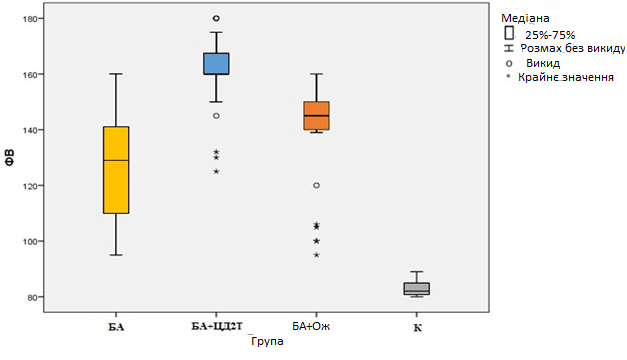 Медіана
25%-75%
Розмах без викиду
Викид
Крайнє значення
ФВ
180
160
140
120
100
80
БА
БА+ЦД2Т
БА+Ож
К
Група